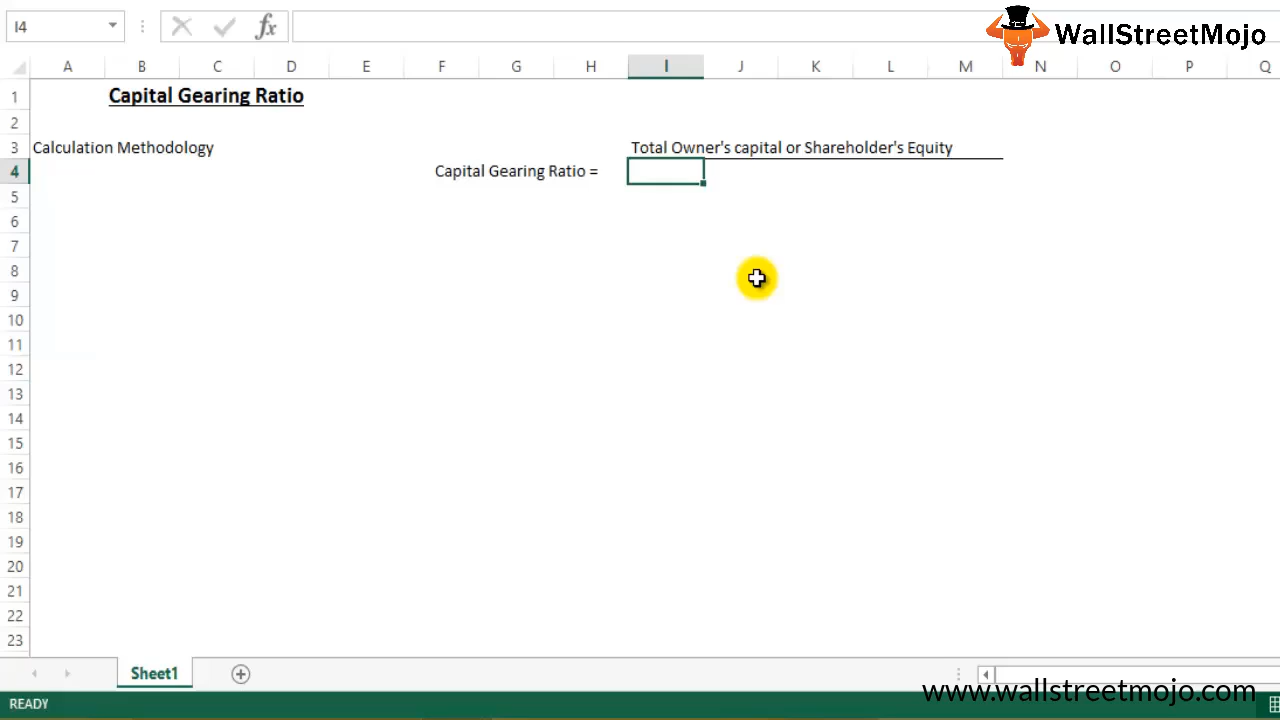 I4
fx
WallStreetMojo
A B C D E F G H I J K L M N O P Q
1 Capital Gearing Ratio
2
3 Calculation Methodology Total Owner's capital or Shareholder's Equity
4 Capital Gearing Ratio =
5
6
7
8
9
10
11
12
13
14
15
16
17
18
19
20
21
22
23
Sheet1
www.wallstreetmojo.com
READY